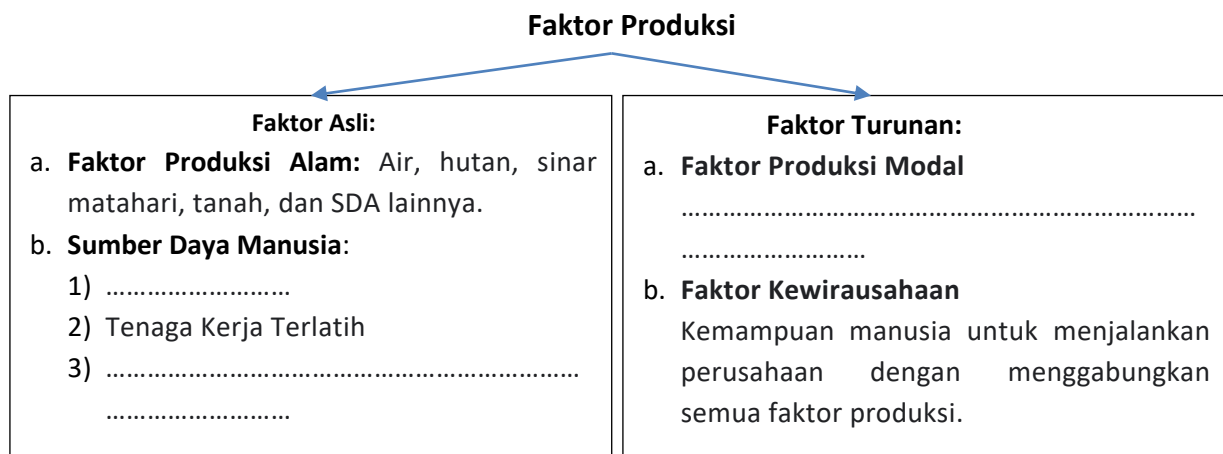 Faktor Produksi
Faktor Asli:
a. Faktor Produksi Alam: Air, hutan, sinar
matahari, tanah, dan SDA lainnya.
b. Sumber Daya Manusia:
1) ………………………
2) Tenaga Kerja Terlatih
3) ……………………………………………………………
………………………
Faktor Turunan:
a. Faktor Produksi Modal
…………………………………………………………………
………………………
b. Faktor Kewirausahaan
Kemampuan manusia untuk menjalankan
perusahaan dengan menggabungkan
semua faktor produksi.